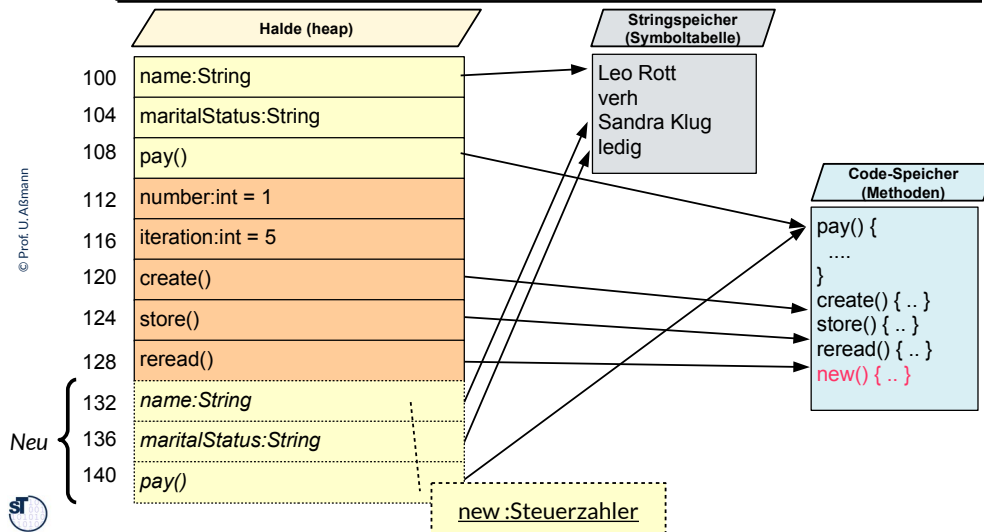 Halde (heap)
Stringspeicher
(Symboltabelle)
100 name:String
104 maritalStatus:String
108 pay()
112 number:int = 1
116 iteration:int = 5
120 create()
124 store()
128 reread()
132 name:String
136 maritalStatus:String
140 pay()
Neu
Leo Rott
verh
Sandra Klug
ledig
Code-Speicher
(Methoden)
pay() {
....
}
create() { .. }
store() { .. }
reread() { .. }
new() { .. }
new :Steuerzahler
© Prof. U. Aßmann
ST